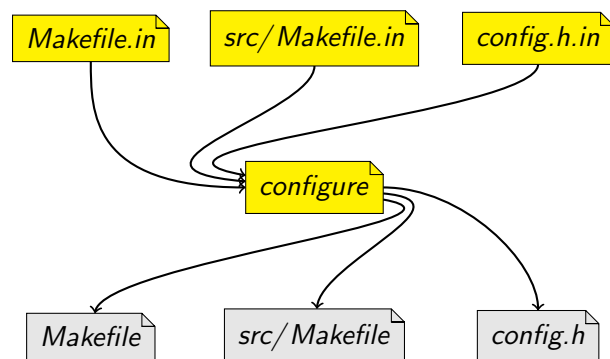 Makefile.in
src/Makefile.in
config.h.in
configure
Makefile
src/Makefile
config.h